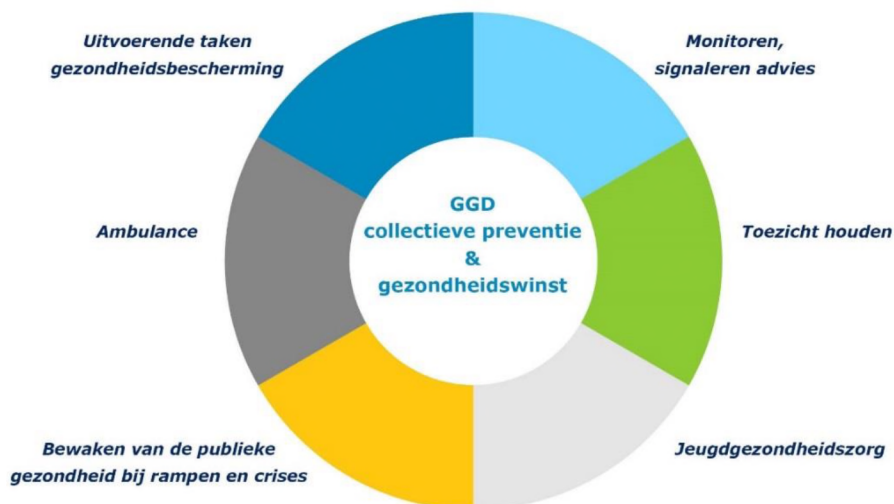 Uitvoerende taken
gezondheidsbescherming
Monitoren,
signaleren advies
GGD
collectieve preventie
&
gezondheidswinst
Ambulance
Toezicht houden
Bewaken van de publieke
gezondheid bij rampen en crises
Jeugdgezondheidszorg